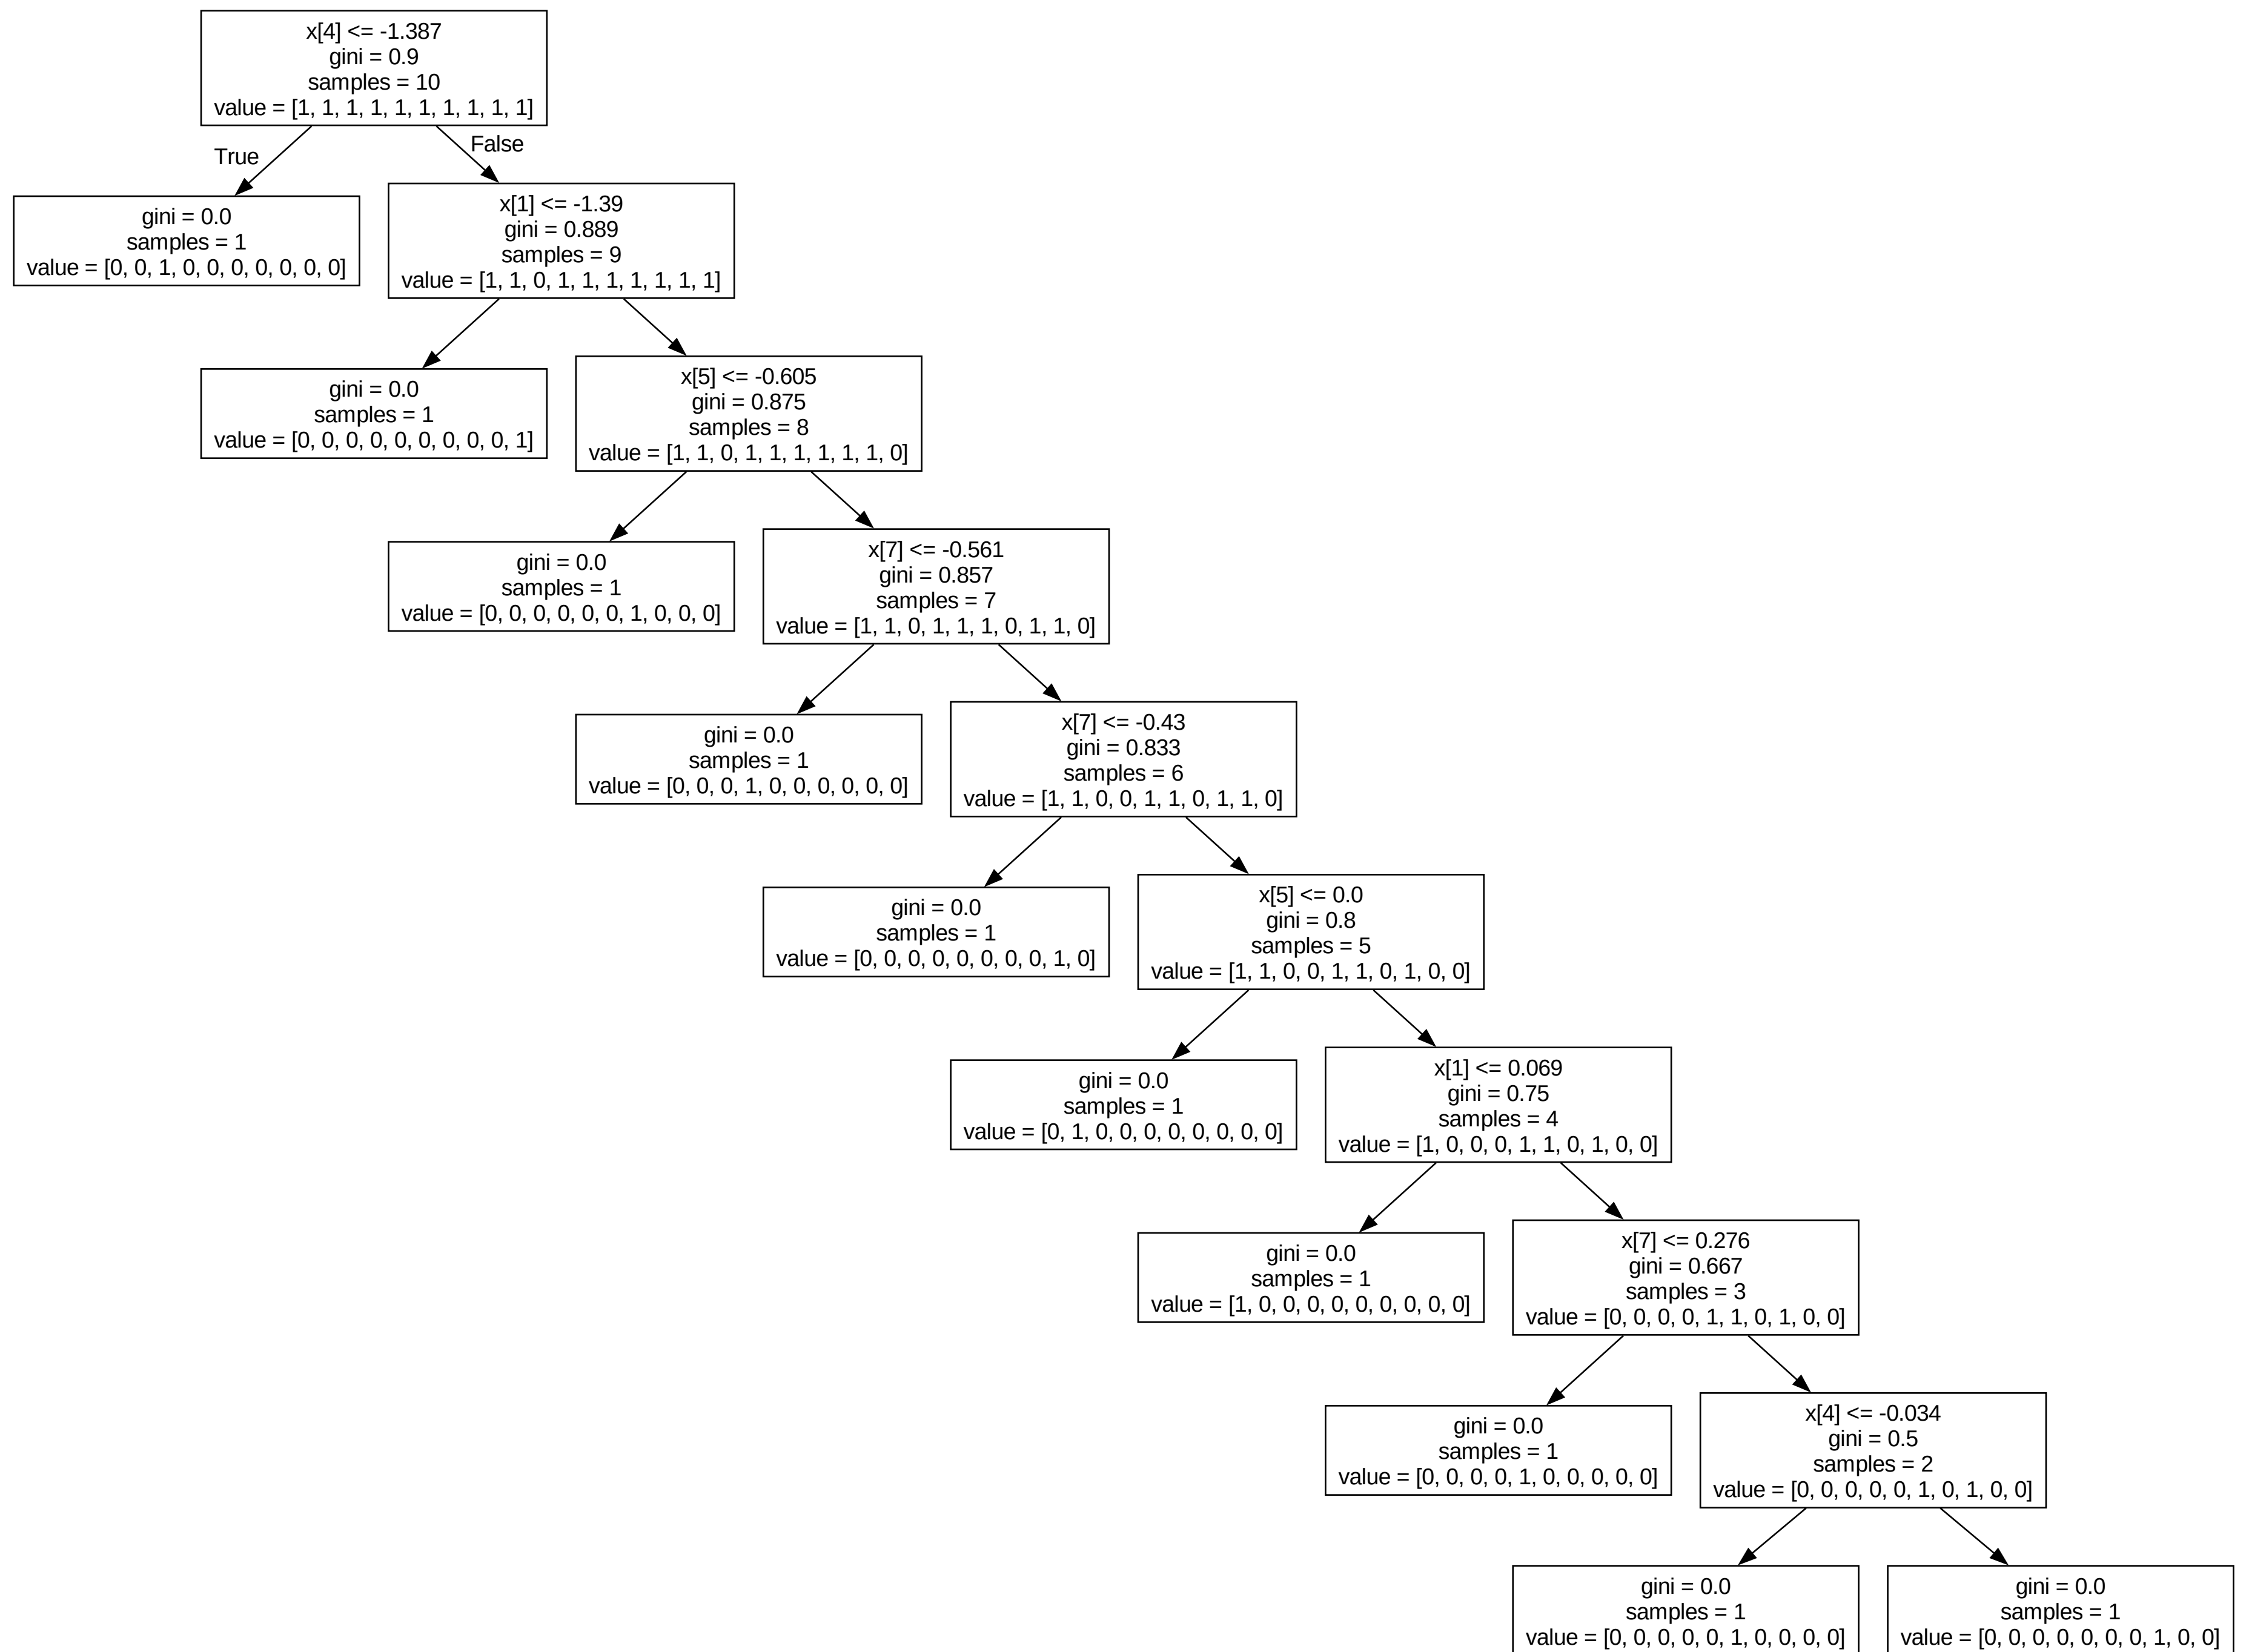 x[4] <= -1.387
gini = 0.9
samples = 10
value = [1, 1, 1, 1, 1, 1, 1, 1, 1, 1]
True
False
gini = 0.0
samples = 1
value = [0, 0, 1, 0, 0, 0, 0, 0, 0, 0]
x[1] <= -1.39
gini = 0.889
samples = 9
value = [1, 1, 0, 1, 1, 1, 1, 1, 1, 1]
gini = 0.0
samples = 1
value = [0, 0, 0, 0, 0, 0, 0, 0, 0, 1]
x[5] <= -0.605
gini = 0.875
samples = 8
value = [1, 1, 0, 1, 1, 1, 1, 1, 1, 0]
gini = 0.0
samples = 1
value = [0, 0, 0, 0, 0, 0, 1, 0, 0, 0]
x[7] <= -0.561
gini = 0.857
samples = 7
value = [1, 1, 0, 1, 1, 1, 0, 1, 1, 0]
gini = 0.0
samples = 1
value = [0, 0, 0, 1, 0, 0, 0, 0, 0, 0]
x[7] <= -0.43
gini = 0.833
samples = 6
value = [1, 1, 0, 0, 1, 1, 0, 1, 1, 0]
gini = 0.0
samples = 1
value = [0, 0, 0, 0, 0, 0, 0, 0, 1, 0]
x[5] <= 0.0
gini = 0.8
samples = 5
value = [1, 1, 0, 0, 1, 1, 0, 1, 0, 0]
gini = 0.0
samples = 1
value = [0, 1, 0, 0, 0, 0, 0, 0, 0, 0]
x[1] <= 0.069
gini = 0.75
samples = 4
value = [1, 0, 0, 0, 1, 1, 0, 1, 0, 0]
gini = 0.0
samples = 1
value = [1, 0, 0, 0, 0, 0, 0, 0, 0, 0]
x[7] <= 0.276
gini = 0.667
samples = 3
value = [0, 0, 0, 0, 1, 1, 0, 1, 0, 0]
gini = 0.0
samples = 1
value = [0, 0, 0, 0, 1, 0, 0, 0, 0, 0]
x[4] <= -0.034
gini = 0.5
samples = 2
value = [0, 0, 0, 0, 0, 1, 0, 1, 0, 0]
gini = 0.0
samples = 1
value = [0, 0, 0, 0, 0, 1, 0, 0, 0, 0]
gini = 0.0
samples = 1
value = [0, 0, 0, 0, 0, 0, 0, 1, 0, 0]